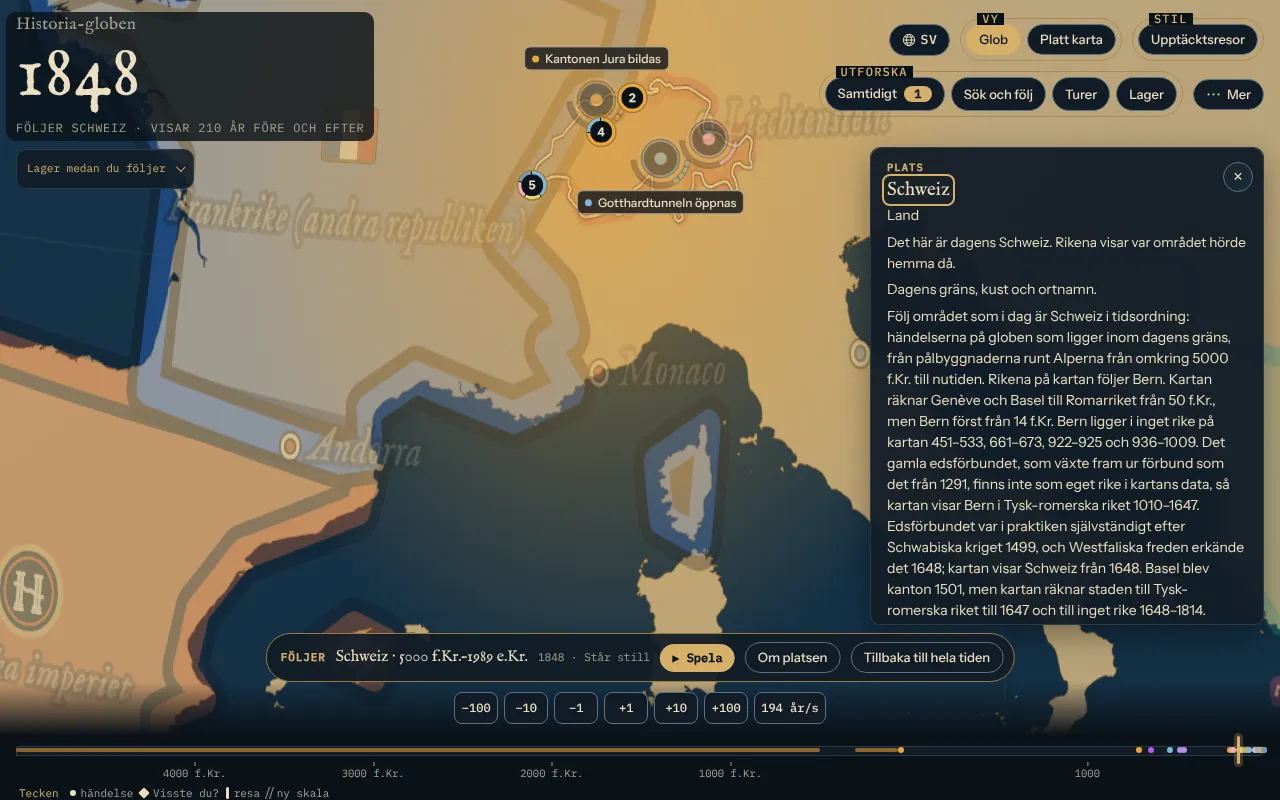 Historia-globen
1848
FÖLJER SCHWEIZ · VISAR 210 ÅR FÖRE OCH EFTER
Lager medan du följer
SV
VY
Glob
Platt karta
STIL
Upptäcktsresor
UTFORSKA
Samtidigt 1
Sök och följ
Turer
Lager
··· Mer
Kantonen Jura bildas
2
4
5
Gotthardtunneln öppnas
Liechtenstein
Frankrike (andra republiken)
Monaco
Andorra
H
ka imperiet
PLATS
Schweiz
×
Land
Det här är dagens Schweiz. Rikena visar var området hörde
hemma då.
Dagens gräns, kust och ortnamn.
Följ området som i dag är Schweiz i tidsordning:
händelserna på globen som ligger inom dagens gräns,
från pålbyggnaderna runt Alperna från omkring 5000
f.Kr. till nutiden. Rikena på kartan följer Bern. Kartan
räknar Genève och Basel till Romarriket från 50 f.Kr.,
men Bern först från 14 f.Kr. Bern ligger i inget rike på
kartan 451–533, 661–673, 922–925 och 936–1009. Det
gamla edsförbundet, som växte fram ur förbund som
det från 1291, finns inte som eget rike i kartans data, så
kartan visar Bern i Tysk-romerska riket 1010–1647.
Edsförbundet var i praktiken självständigt efter
Schwabiska kriget 1499, och Westfaliska freden erkände
det 1648; kartan visar Schweiz från 1648. Basel blev
kanton 1501, men kartan räknar staden till Tysk-
romerska riket till 1647 och till inget rike 1648–1814.
FÖLJER Schweiz · 5000 f.Kr.–1989 e.Kr. 1848 · Står still ▶ Spela Om platsen Tillbaka till hela tiden
−100 −10 −1 +1 +10 +100 194 år/s
4000 f.Kr. 3000 f.Kr. 2000 f.Kr. 1000 f.Kr. 1000
Tecken händelse Visste du? resa // ny skala